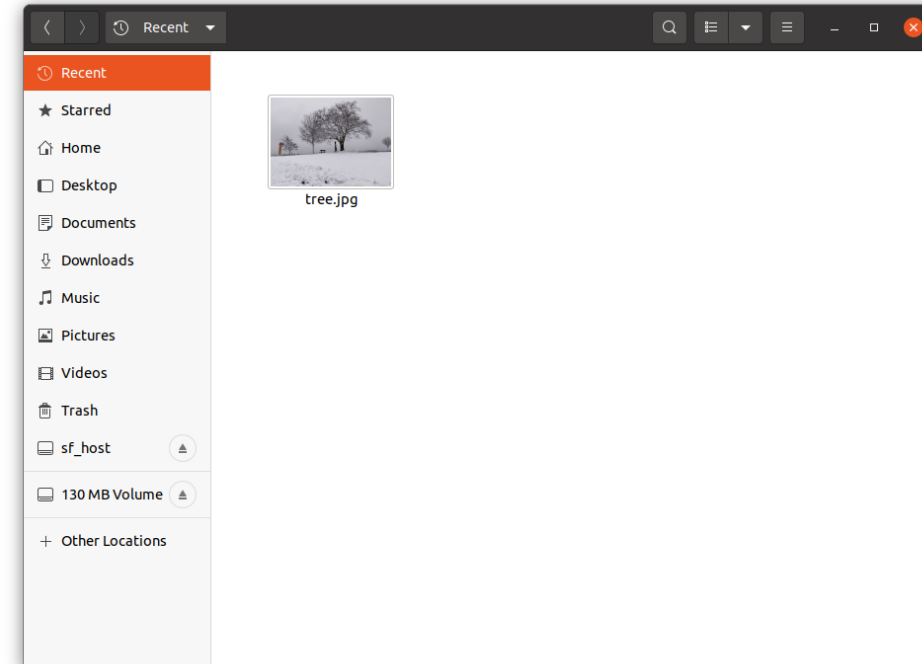 Recent
Recent
Starred
Home
Desktop
Documents
Downloads
Music
Pictures
Videos
Trash
sf_host
130 MB Volume
Other Locations
tree.jpg